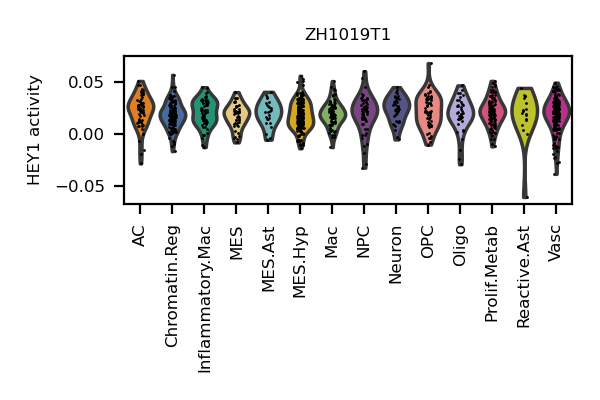 ZH1019T1
HEY1 activity
0.05
0.00
−0.05
AC
Chromatin.Reg
Inflammatory.Mac
MES
MES.Ast
MES.Hyp
Mac
NPC
Neuron
OPC
Oligo
Prolif.Metab
Reactive.Ast
Vasc